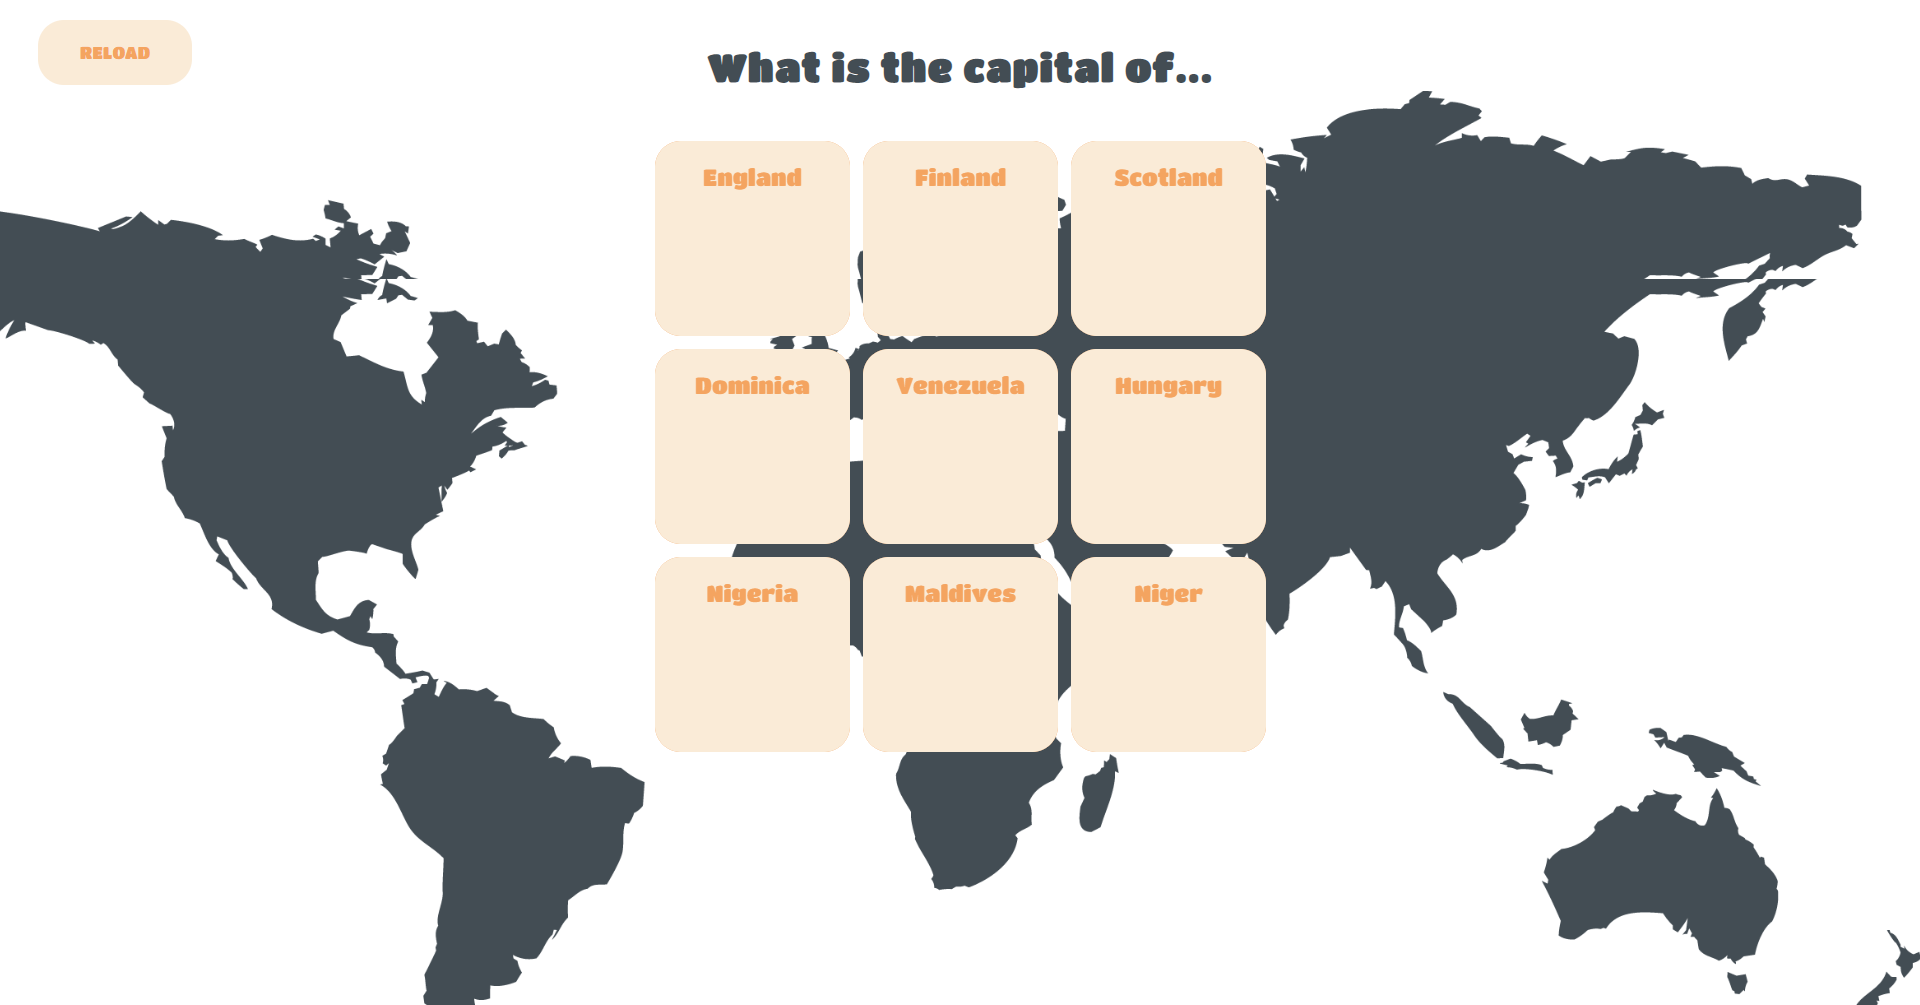 RELOAD
What is the capital of...
England
Finland
Scotland
Dominica
Venezuela
Hungary
Nigeria
Maldives
Niger